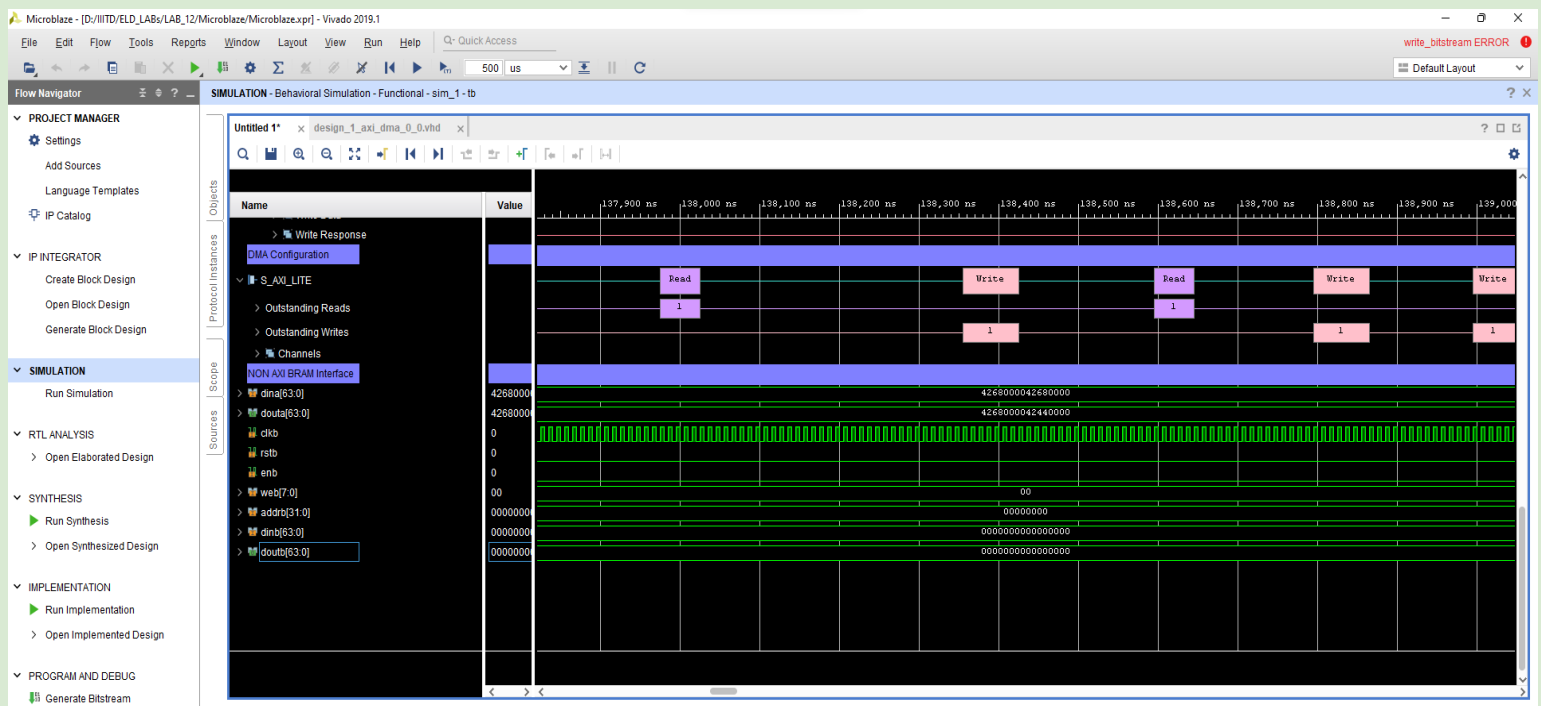 Microblaze - [D:/IIITD/ELD_LABs/LAB_12/Microblaze/Microblaze.xpr] - Vivado 2019.1
File Edit Flow Tools Reports Window Layout View Run Help Q- Quick Access
write_bitstream ERROR
500 us
Default Layout
Flow Navigator
SIMULATION - Behavioral Simulation - Functional - sim_1 - tb
PROJECT MANAGER
Settings
Add Sources
Language Templates
IP Catalog
IP INTEGRATOR
Create Block Design
Open Block Design
Generate Block Design
SIMULATION
Run Simulation
RTL ANALYSIS
Open Elaborated Design
SYNTHESIS
Run Synthesis
Open Synthesized Design
IMPLEMENTATION
Run Implementation
Open Implemented Design
PROGRAM AND DEBUG
Generate Bitstream
Objects
Protocol Instances
Scope
Sources
Untitled 1* design_1_axi_dma_0_0.vhd
Name Value
137,900 ns 138,000 ns 138,100 ns 138,200 ns 138,300 ns 138,400 ns 138,500 ns 138,600 ns 138,700 ns 138,800 ns 138,900 ns 139,000
Write Response
DMA Configuration
S_AXI_LITE Read Write Read Write Write
Outstanding Reads 1 1
Outstanding Writes 1 1 1
Channels
NON AXI BRAM Interface
dina[63:0] 42680000 4268000042680000
douta[63:0] 42680000 4268000042440000
clkb 0
rstb 0
enb 0
web[7:0] 00 00
addrb[31:0] 00000000 00000000
dinb[63:0] 00000000 0000000000000000
doutb[63:0] 00000000 0000000000000000